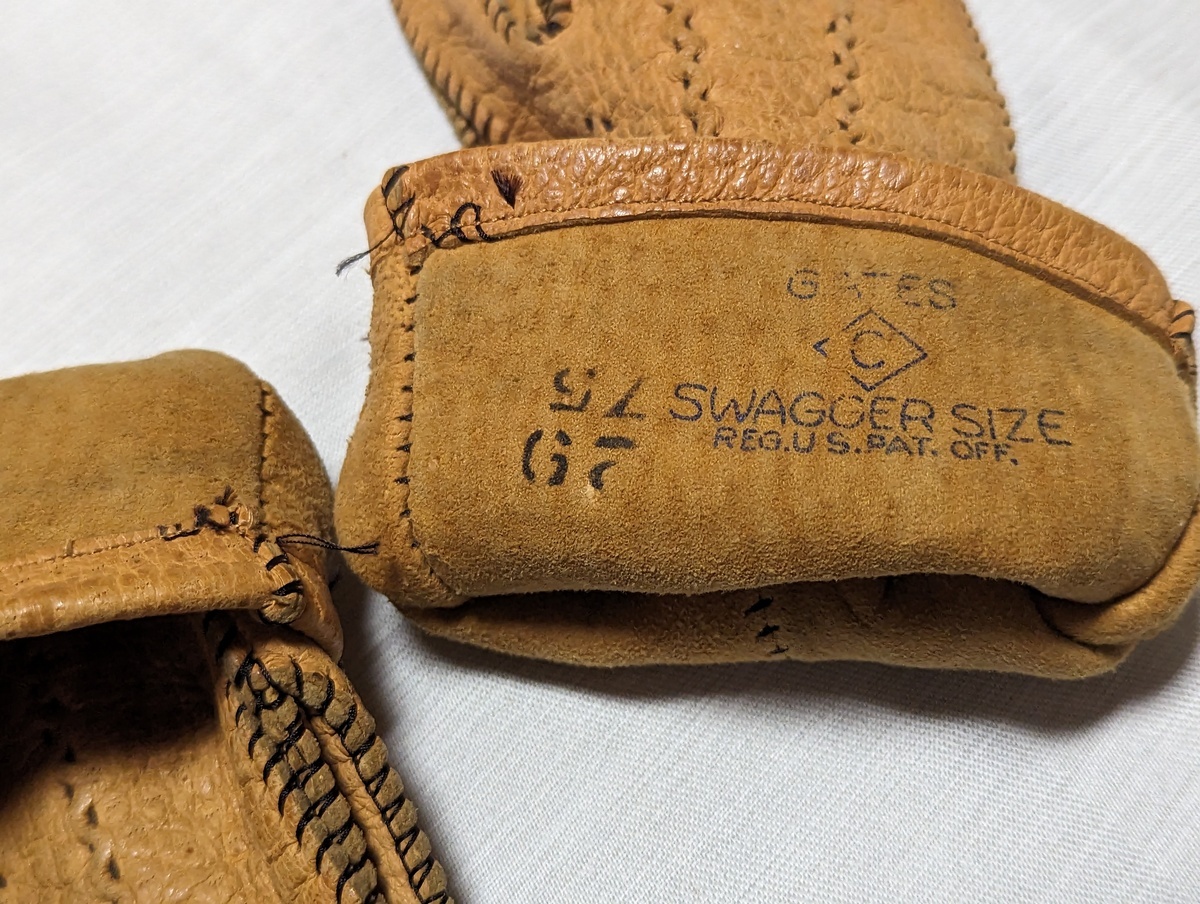 GATES
C
SWAGGER SIZE
REG. U.S. PAT. OFF.